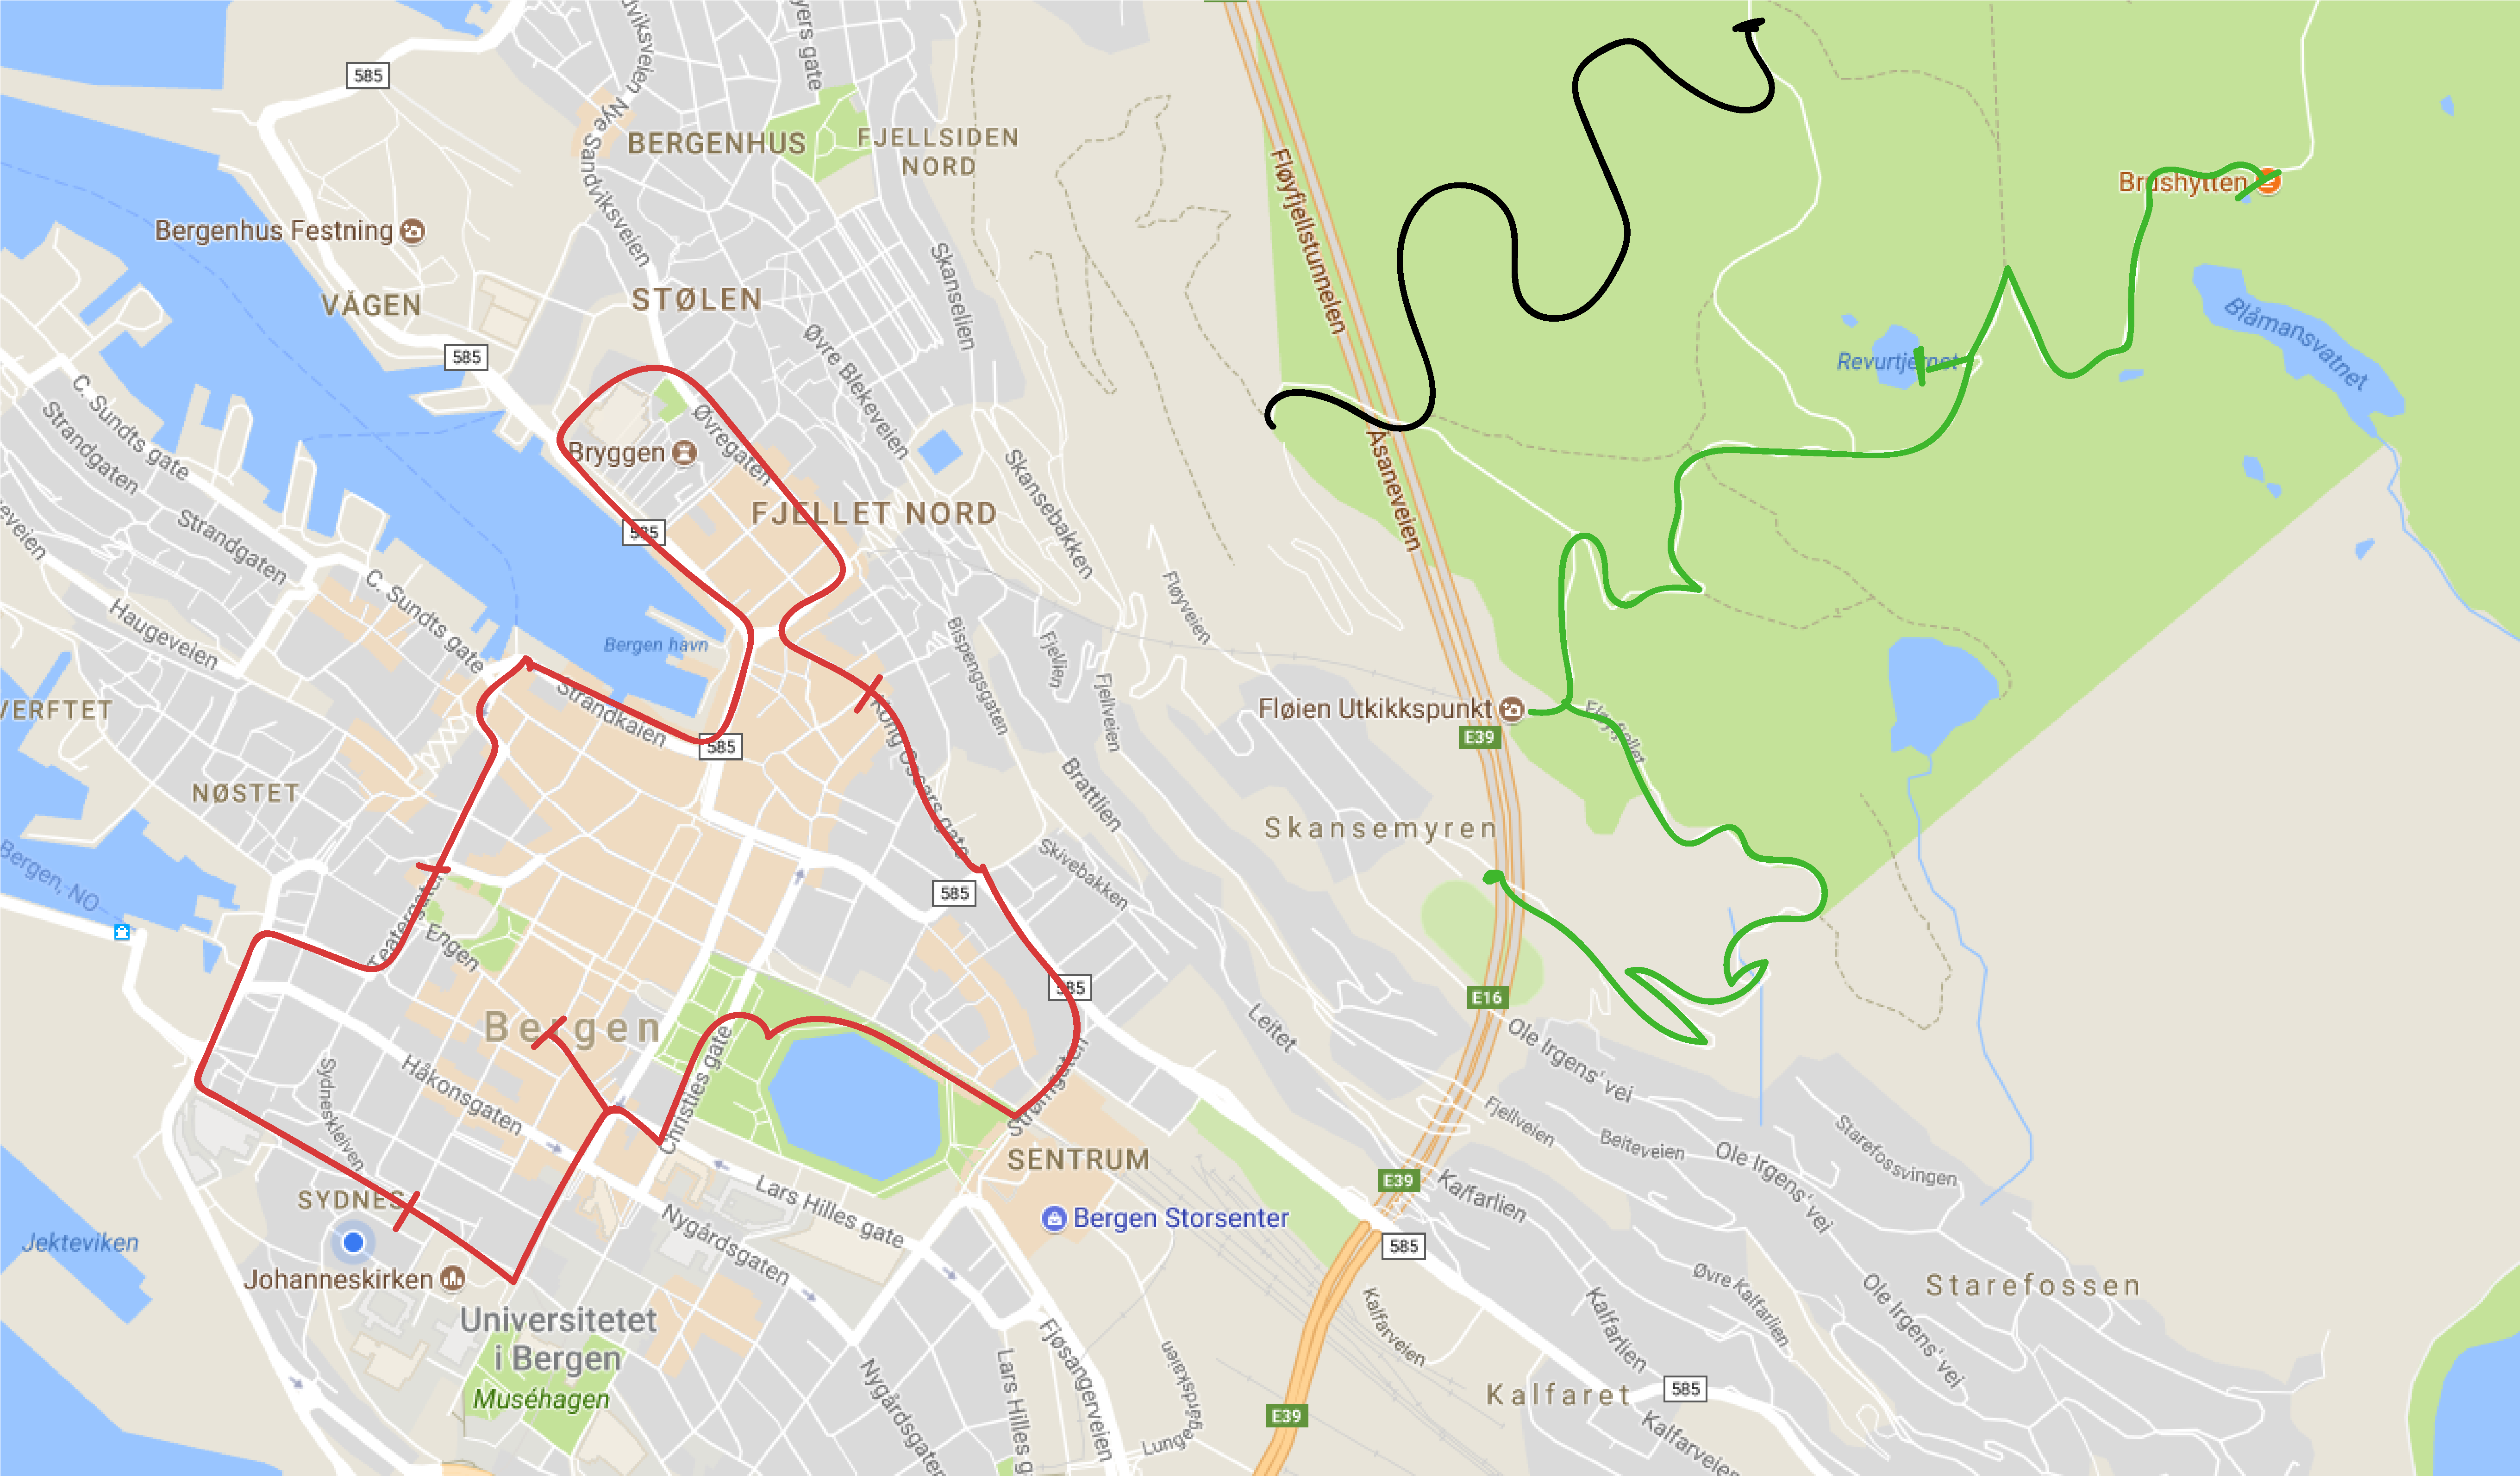 585
BERGENHUS
FJELLSIDEN
NORD
Nye Sandviksveien
Sandviksveien
Bergenhus Festning
VÅGEN
STØLEN
Skanselien
Øvre Blekeveien
Fløyfjellstunnelen
Brushytten
Blåmansvatnet
Revurtjernet
585
C. Sundts gate
Strandgaten
Øvregaten
Bryggen
Skansebakken
Åsaneveien
Strandgaten
585
FJELLET NORD
C. Sundts gate
Haugeveien
Bergen havn
Fløyveien
Bispengsgaten
Fjellien
Fjellveien
Strandkaien
VERFTET
585
Kong Oscars gate
Fløien Utkikkspunkt
Fløyfjellet
E39
NØSTET
Brattlien
Skansemyren
Skivebakken
Bergen, NO
585
Teatergaten
Engen
585
E16
Bergen
Leitet
Ole Irgens' vei
Christies gate
Strømgaten
Håkonsgaten
Sydneskleiven
Fjellveien
Beiteveien
Ole Irgens' vei
Starefossvingen
SENTRUM
E39
Kalfarlien
SYDNES
Lars Hilles gate
Bergen Storsenter
Nygårdsgaten
585
Jekteviken
Johanneskirken
Universitetet
i Bergen
Muséhagen
Øvre Kalfarlien
Ole Irgens' vei
Starefossen
Kalfarlien
Kalfarveien
Fjøsangerveien
Nygårdsgaten
Lars Hilles g
Lunge
585
Kalfaret
E39
Kalfarveien